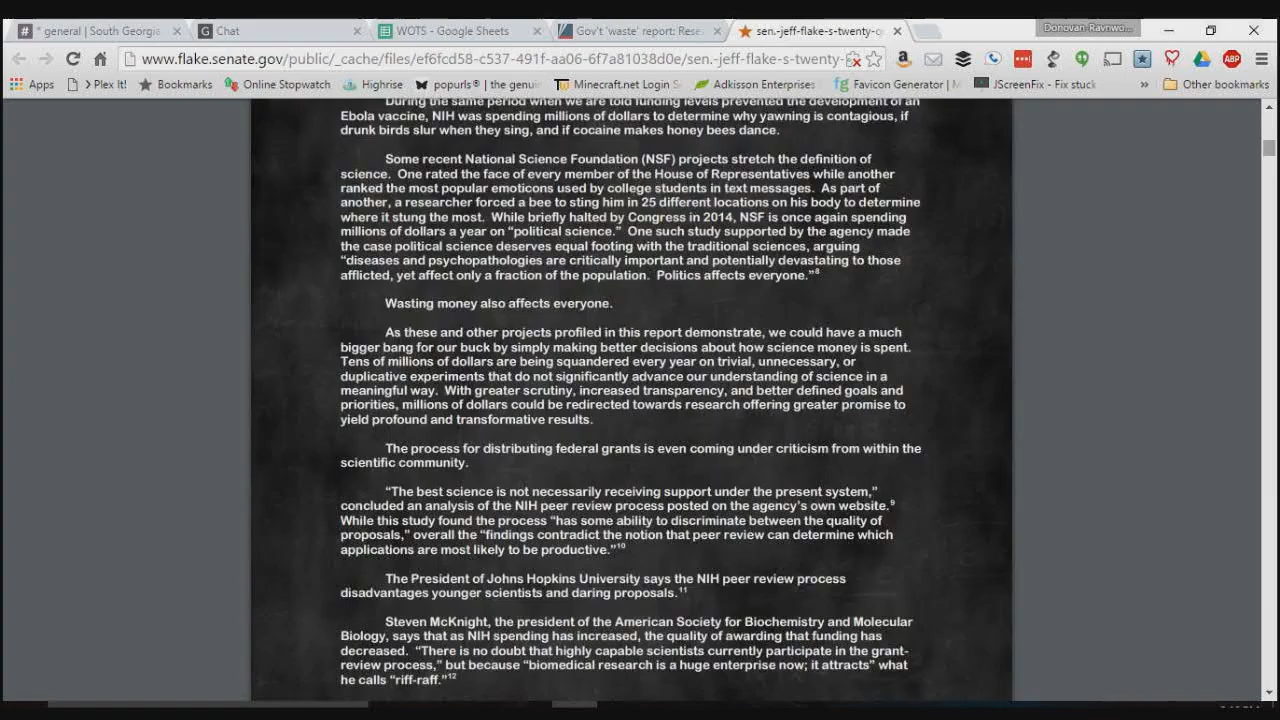 * general | South Georgia
Chat
WOTS - Google Sheets
Gov't 'waste' report: Rese
sen.-jeff-flake-s-twenty-o
www.flake.senate.gov/public/_cache/files/ef6fcd58-c537-491f-aa06-6f7a81038d0e/sen.-jeff-flake-s-twenty-
ABP
Apps
> Plex It!
Bookmarks
Online Stopwatch
Highrise
popurls® | the genui
Minecraft.net Login S
Adkisson Enterprises
Favicon Generator | M
JScreenFix - Fix stuck
»
Other bookmarks
During the same period when we are told funding levels prevented the development of an
Ebola vaccine, NIH was spending millions of dollars to determine why yawning is contagious, if
drunk birds slur when they sing, and if cocaine makes honey bees dance.
Some recent National Science Foundation (NSF) projects stretch the definition of
science. One rated the face of every member of the House of Representatives while another
ranked the most popular emoticons used by college students in text messages. As part of
another, a researcher forced a bee to sting him in 25 different locations on his body to determine
where it stung the most. While briefly halted by Congress in 2014, NSF is once again spending
millions of dollars a year on “political science.” One such study supported by the agency made
the case political science deserves equal footing with the traditional sciences, arguing
“diseases and psychopathologies are critically important and potentially devastating to those
afflicted, yet affect only a fraction of the population. Politics affects everyone.”8
Wasting money also affects everyone.
As these and other projects profiled in this report demonstrate, we could have a much
bigger bang for our buck by simply making better decisions about how science money is spent.
Tens of millions of dollars are being squandered every year on trivial, unnecessary, or
duplicative experiments that do not significantly advance our understanding of science in a
meaningful way. With greater scrutiny, increased transparency, and better defined goals and
priorities, millions of dollars could be redirected towards research offering greater promise to
yield profound and transformative results.
The process for distributing federal grants is even coming under criticism from within the
scientific community.
“The best science is not necessarily receiving support under the present system,”
concluded an analysis of the NIH peer review process posted on the agency’s own website.9
While this study found the process “has some ability to discriminate between the quality of
proposals,” overall the “findings contradict the notion that peer review can determine which
applications are most likely to be productive.”10
The President of Johns Hopkins University says the NIH peer review process
disadvantages younger scientists and daring proposals.11
Steven McKnight, the president of the American Society for Biochemistry and Molecular
Biology, says that as NIH spending has increased, the quality of awarding that funding has
decreased. “There is no doubt that highly capable scientists currently participate in the grant-
review process,” but because “biomedical research is a huge enterprise now; it attracts” what
he calls “riff-raff.”12